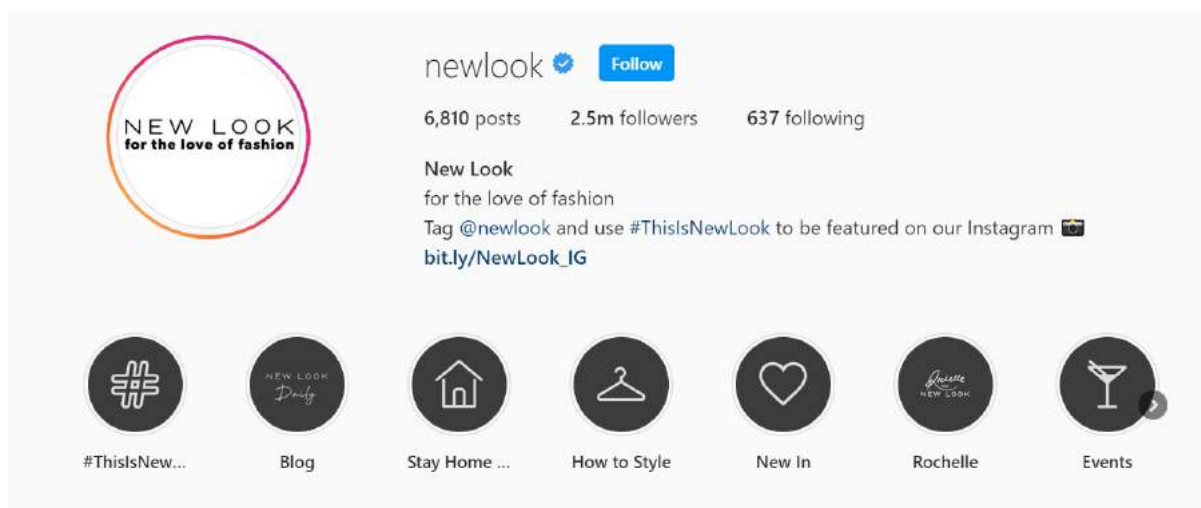 NEW LOOK
for the love of fashion
newlook Follow
6,810 posts 2.5m followers 637 following
New Look
for the love of fashion
Tag @newlook and use #ThisIsNewLook to be featured on our Instagram 📸
bit.ly/NewLook_IG
NEW LOOK
Daily
Rochelle
NEW LOOK
#ThisIsNew... Blog Stay Home ... How to Style New In Rochelle Events